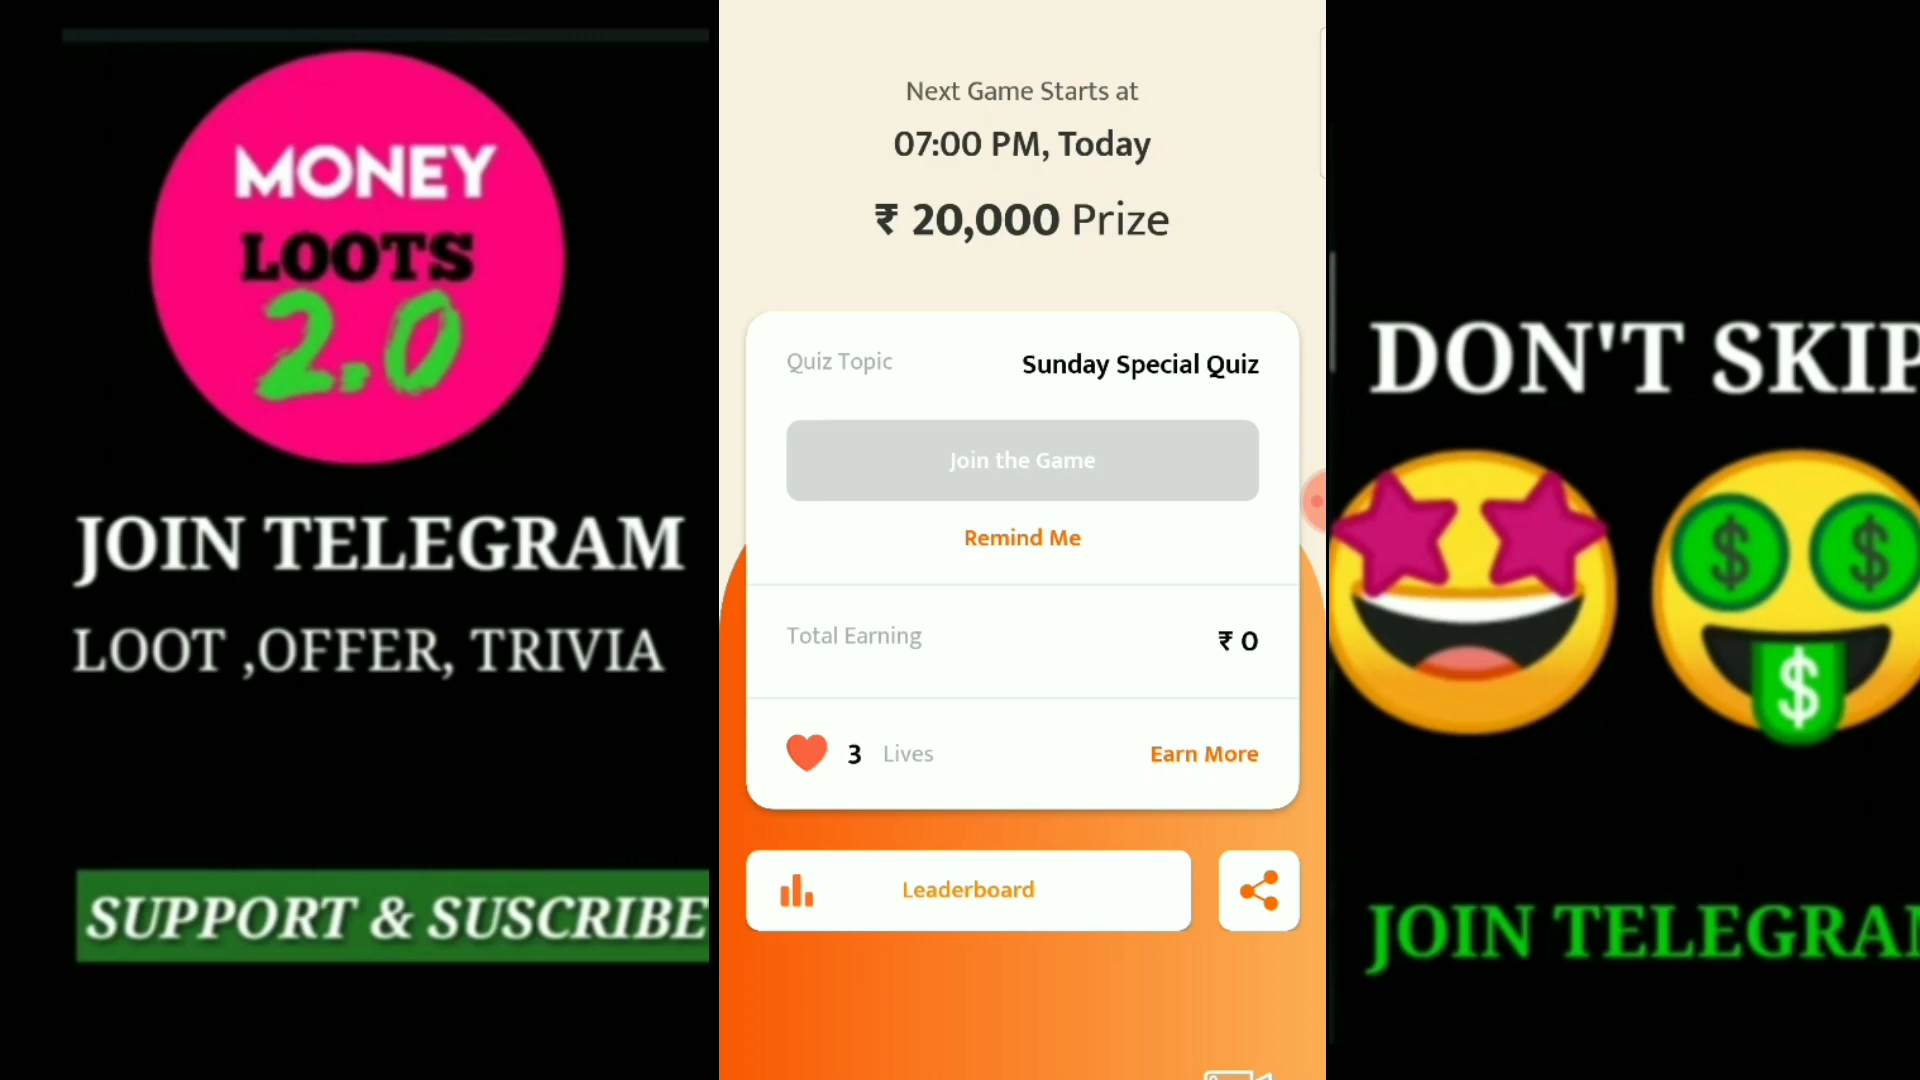 MONEY
LOOTS
2.0
JOIN TELEGRAM
LOOT ,OFFER, TRIVIA
SUPPORT & SUSCRIBE
Next Game Starts at
07:00 PM, Today
₹ 20,000 Prize
Quiz Topic Sunday Special Quiz
Join the Game
Remind Me
Total Earning ₹ 0
3 Lives Earn More
Leaderboard
DON'T SKIP
$ $
$
JOIN TELEGRAM